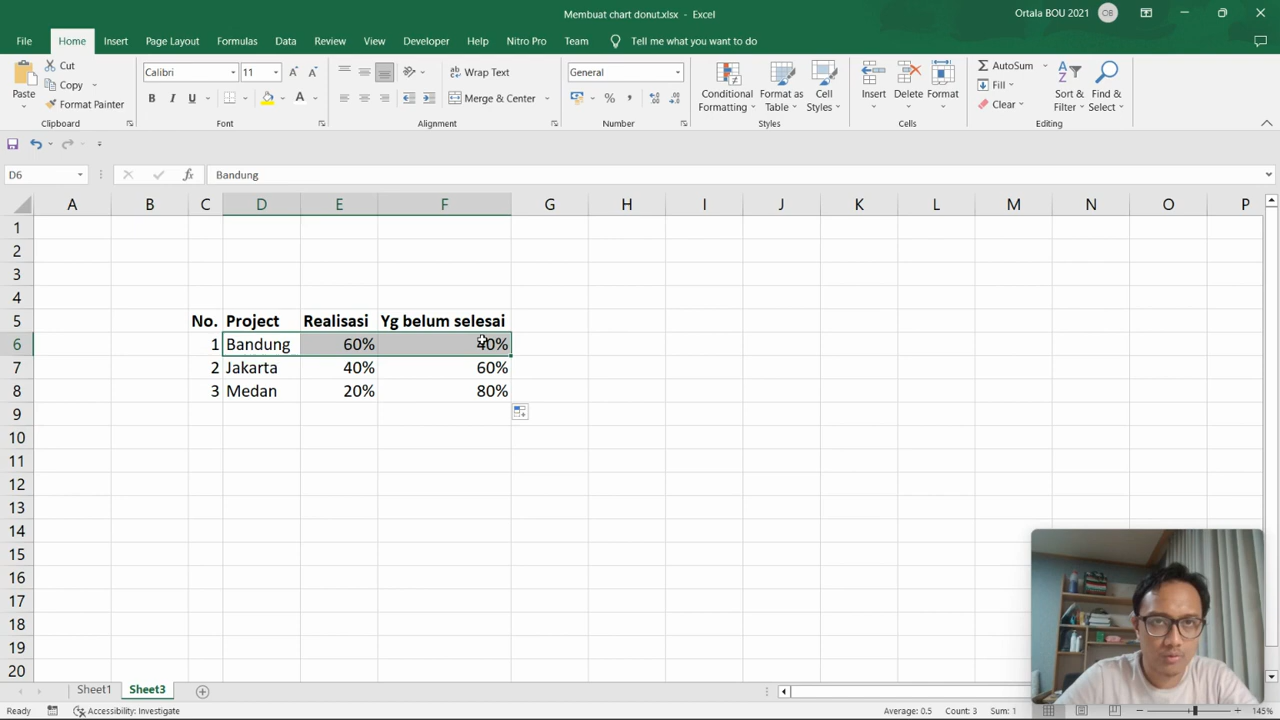 Membuat chart donut.xlsx - Excel
Ortala BOU 2021 OB
File Home Insert Page Layout Formulas Data Review View Developer Help Nitro Pro Team Tell me what you want to do
Paste
Cut
Copy
Format Painter
Clipboard
Calibri 11
B I U A
Font
Wrap Text
Merge & Center
Alignment
General
% ,
Number
Conditional Formatting
Format as Table
Cell Styles
Styles
Insert
Delete
Format
Cells
AutoSum
Fill
Clear
Sort & Filter
Find & Select
Editing
D6 fx Bandung
A B C D E F G H I J K L M N O P
1
2
3
4
5 No. Project Realisasi Yg belum selesai
6 1 Bandung 60% 40%
7 2 Jakarta 40% 60%
8 3 Medan 20% 80%
9
10
11
12
13
14
15
16
17
18
19
20
Sheet1 Sheet3
Ready Accessibility: Investigate Average: 0.5 Count: 3 Sum: 1 145%